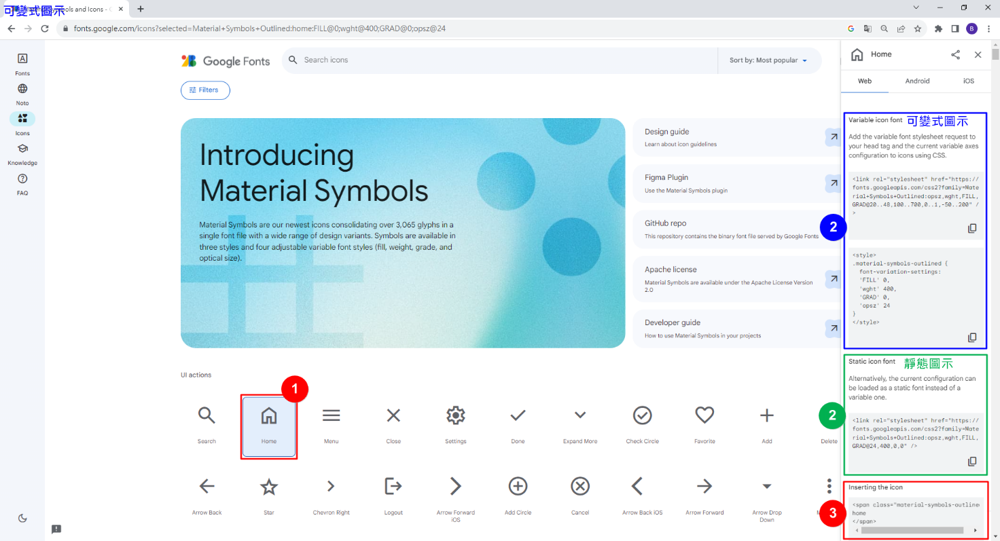 可變式圖示
Symbols and Icons - G
fonts.google.com/icons?selected=Material+Symbols+Outlined:home:FILL@0;wght@400;GRAD@0;opsz@24
B
Fonts
Noto
Icons
Knowledge
FAQ
Google Fonts
Search icons
Sort by: Most popular
Filters
Introducing
Material Symbols
Material Symbols are our newest icons consolidating over 3,065 glyphs in a
single font file with a wide range of design variants. Symbols are available in
three styles and four adjustable variable font styles (fill, weight, grade, and
optical size).
Design guide
Learn about icon guidelines
Figma Plugin
Use the Material Symbols plugin
GitHub repo
This repository contains the binary font file served by Google Fonts
Apache license
Material Symbols are available under the Apache License Version
2.0
Developer guide
How to use Material Symbols in your projects
UI actions
1
Search
Home
Menu
Close
Settings
Done
Expand More
Check Circle
Favorite
Add
Delete
Arrow Back
Star
Chevron Right
Logout
Arrow Forward
iOS
Add Circle
Cancel
Arrow Back iOS
Arrow Forward
Arrow Drop
Down
Home
Web
Android
iOS
2
Variable icon font 可變式圖示
Add the variable font stylesheet request to
your head tag and the current variable axes
configuration to icons using CSS.
<link rel="stylesheet" href="https://
fonts.googleapis.com/css2?family=Mate
rial+Symbols+Outlined:opsz,wght,FILL,
GRAD@20..48,100..700,0..1,-50..200" /
>
<style>
.material-symbols-outlined {
font-variation-settings:
'FILL' 0,
'wght' 400,
'GRAD' 0,
'opsz' 24
}
</style>
2
Static icon font 靜態圖示
Alternatively, the current configuration can
be loaded as a static font instead of a
variable one.
<link rel="stylesheet" href="https://
fonts.googleapis.com/css2?family=Mate
rial+Symbols+Outlined:opsz,wght,FILL,
GRAD@24,400,0,0" />
3
Inserting the icon
<span class="material-symbols-outline
home
</span>